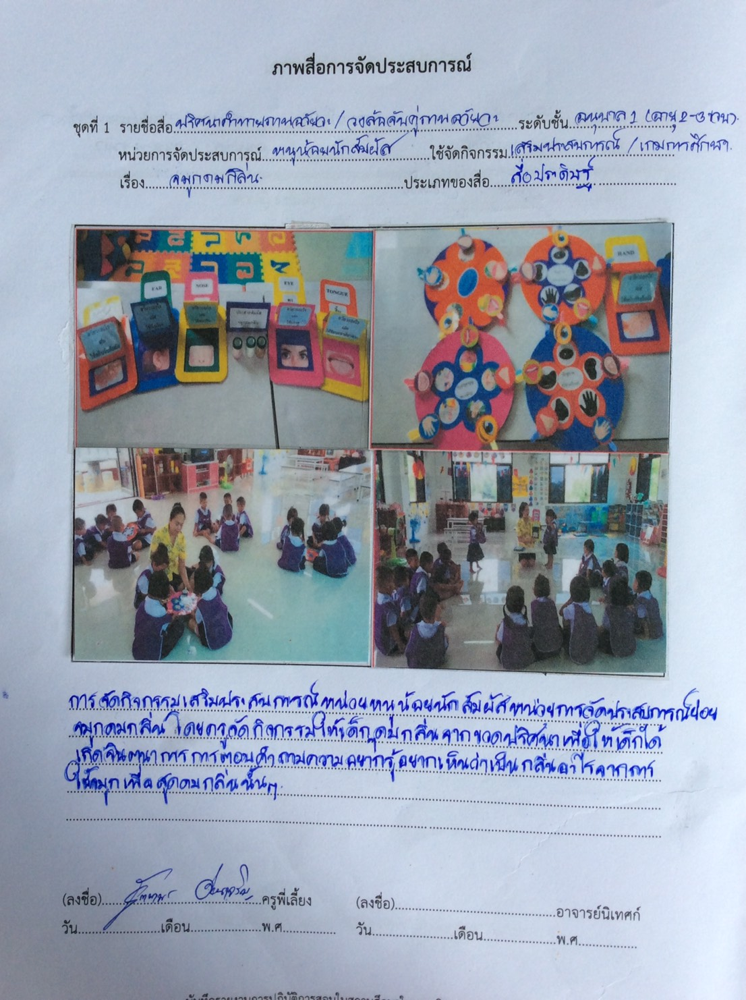 ภาพสื่อการจัดประสบการณ์
ชุดที่ 1 รายชื่อสื่อ ปริศนาคำทายภาพอวัยวะ / วงล้อจับคู่ภาพอวัยวะ ระดับชั้น อนุบาล 1 (อายุ 2-3 ขวบ).
หน่วยการจัดประสบการณ์ หนูน้อยนักสัมผัส ใช้จัดกิจกรรม เสริมประสบการณ์ / เกมการศึกษา
เรื่อง จมูกดมกลิ่น ประเภทของสื่อ สื่อประดิษฐ์
EAR
NOSE
EYE
ตา
TONGUE
HAND
การจัดกิจกรรมเสริมประสบการณ์หน่วยหนูน้อยนักสัมผัสหน่วยการจัดประสบการณ์ย่อย
จมูกดมกลิ่น โดยครูจัดกิจกรรมให้เด็กดมกลิ่นจากขวดปริศนาเพื่อให้เด็กได้
เกิดจินตนาการการตอบคำถามความอยากรู้อยากเห็นว่าเป็นกลิ่นอะไรจากการ
ใช้จมูกเพื่อสูดดมกลิ่นนั้นๆ
(ลงชื่อ) ครูพี่เลี้ยง (ลงชื่อ) อาจารย์นิเทศก์
วัน เดือน พ.ศ. วัน เดือน พ.ศ.